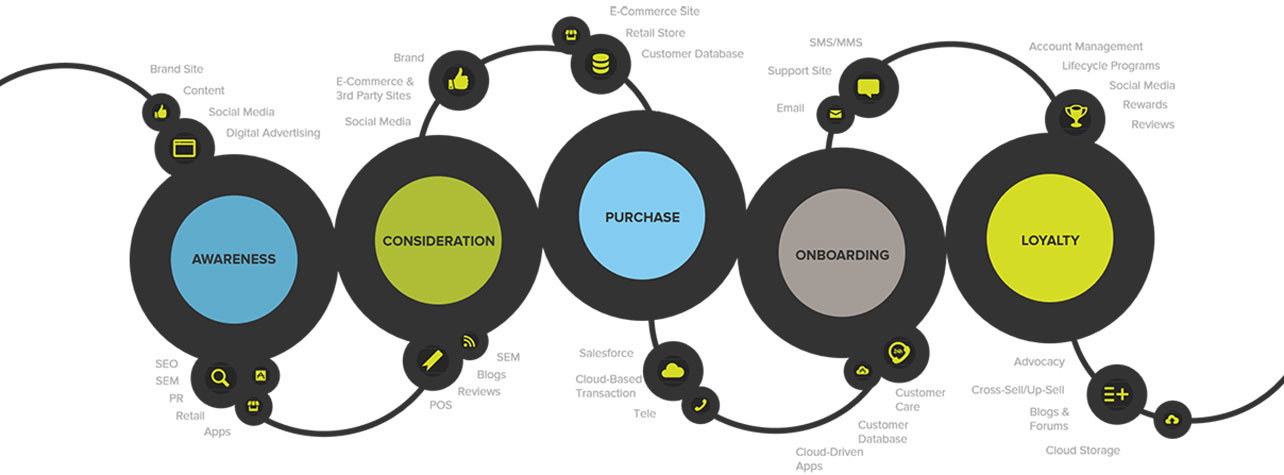 Brand Site
Content
Social Media
Digital Advertising
AWARENESS
SEO
SEM
PR
Retail
Apps
Brand
E-Commerce &
3rd Party Sites
Social Media
CONSIDERATION
SEM
Blogs
Reviews
POS
E-Commerce Site
Retail Store
Customer Database
PURCHASE
Salesforce
Cloud-Based
Transaction
Tele
SMS/MMS
Support Site
Email
ONBOARDING
24h
Customer
Care
Customer
Database
Cloud-Driven
Apps
Account Management
Lifecycle Programs
Social Media
Rewards
Reviews
LOYALTY
Advocacy
Cross-Sell/Up-Sell
Blogs &
Forums
Cloud Storage